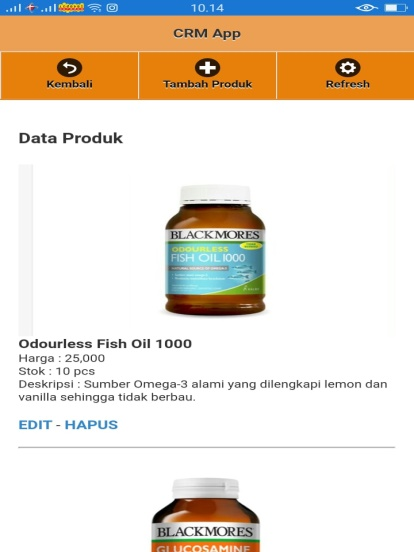 10.14
CRM App
Kembali
Tambah Produk
Refresh
Data Produk
BLACKMORES
ODOURLESS
FISH OIL 1000
Odourless Fish Oil 1000
Harga : 25,000
Stok : 10 pcs
Deskripsi : Sumber Omega-3 alami yang dilengkapi lemon dan
vanilla sehingga tidak berbau.
EDIT - HAPUS
BLACKMORES
GLUCOSAMINE